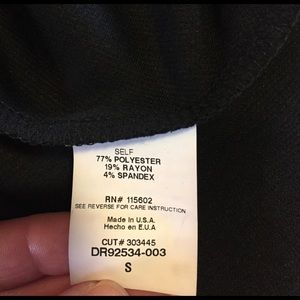 SELF
77% POLYESTER
19% RAYON
4% SPANDEX
RN# 115602
SEE REVERSE FOR CARE INSTRUCTION
Made in U.S.A.
Hecho en E.U.A
CUT# 303445
DR92534-003
S